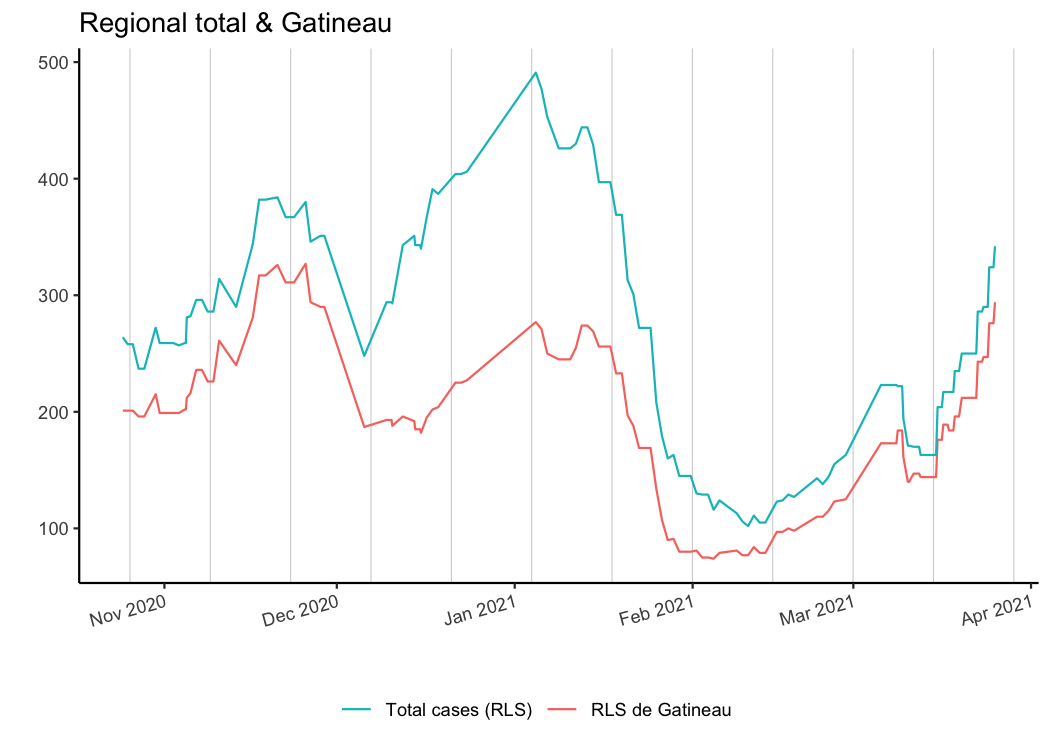 Regional total & Gatineau
500
400
300
200
100
Nov 2020
Dec 2020
Jan 2021
Feb 2021
Mar 2021
Apr 2021
Total cases (RLS)
RLS de Gatineau